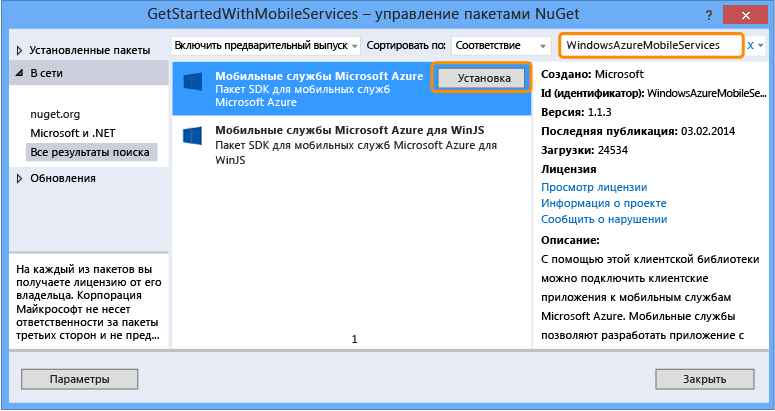 GetStartedWithMobileServices – управление пакетами NuGet
?
Установленные пакеты
В сети
nuget.org
Microsoft и .NET
Все результаты поиска
Обновления
На каждый из пакетов вы
получаете лицензию от его
владельца. Корпорация
Майкрософт не несет
ответственности за пакеты
третьих сторон и не пред...
Включить предварительный выпуск
Сортировать по:
Соответствие
WindowsAzureMobileServices
x
Мобильные службы Microsoft Azure
Установка
Пакет SDK для мобильных служб
Microsoft Azure
Мобильные службы Microsoft Azure для WinJS
Пакет SDK для мобильных служб Microsoft Azure для
WinJS
1
Создано: Microsoft
Id (идентификатор): WindowsAzureMobileSe...
Версия: 1.1.3
Последняя публикация: 03.02.2014
Загрузки: 24534
Лицензия
Просмотр лицензии
Информация о проекте
Сообщить о нарушении
Описание:
С помощью этой клиентской библиотеки
можно подключить клиентские
приложения к мобильным службам
Microsoft Azure. Мобильные службы
позволяют разработать приложение с
Параметры
Закрыть